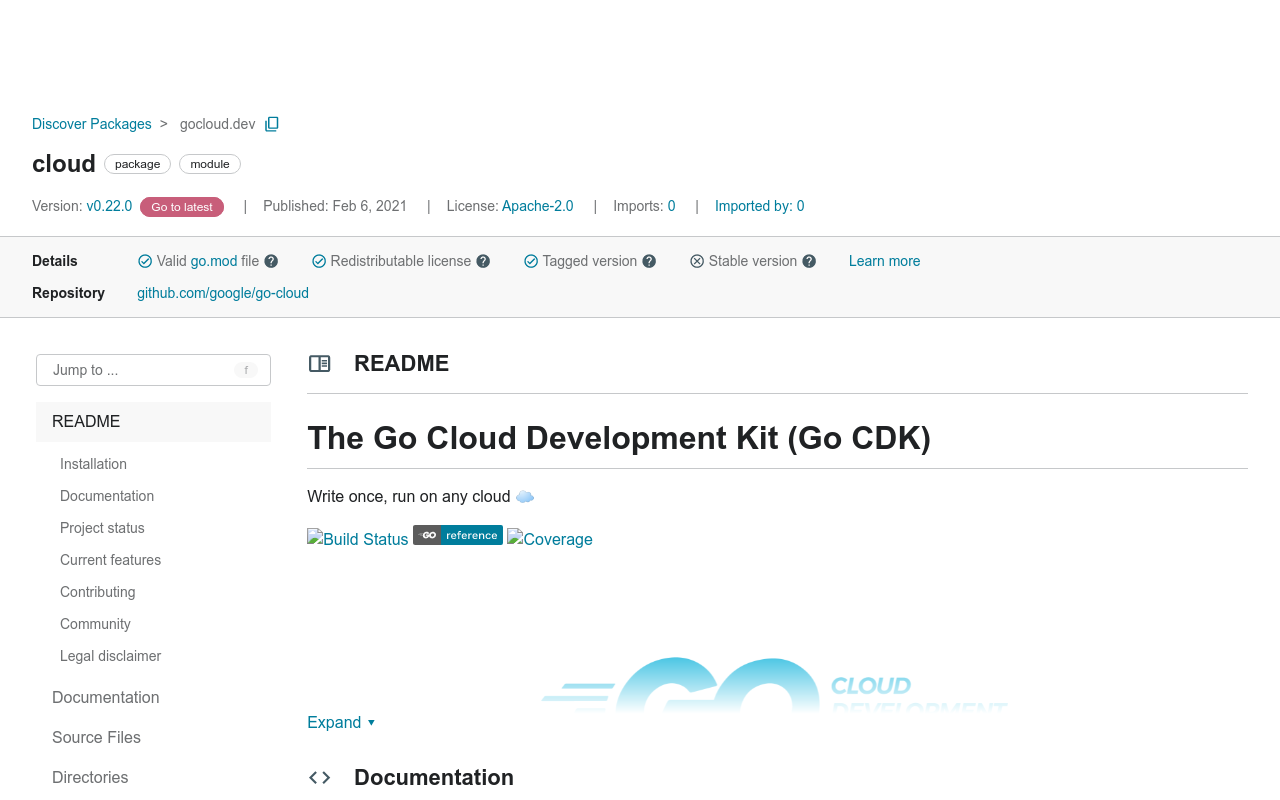 Discover Packages > gocloud.dev
cloud package module
Version: v0.22.0 Go to latest | Published: Feb 6, 2021 | License: Apache-2.0 | Imports: 0 | Imported by: 0
Details Valid go.mod file Redistributable license Tagged version Stable version Learn more
Repository github.com/google/go-cloud
Jump to ... f
README
Installation
Documentation
Project status
Current features
Contributing
Community
Legal disclaimer
Documentation
Source Files
Directories
README
The Go Cloud Development Kit (Go CDK)
Write once, run on any cloud
Build Status GO reference Coverage
GO CLOUD
DEVELOPMENT
Expand
Documentation